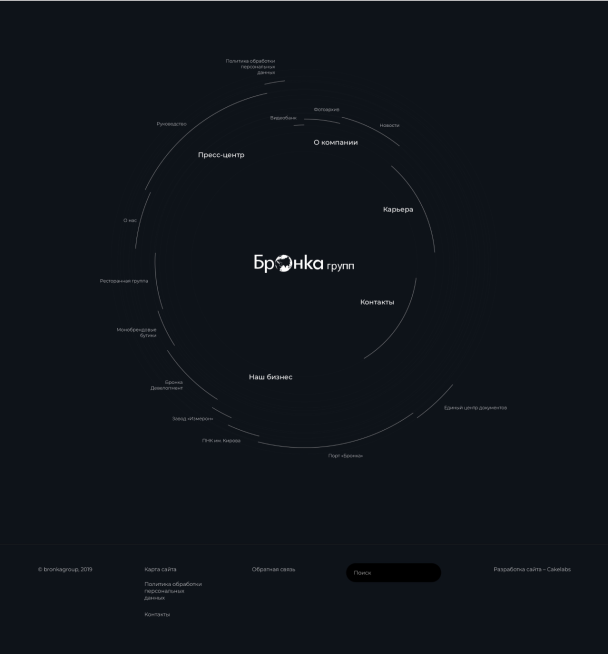 Политика обработки
персональных
данных
Фотоархив
Видеобанк
Руководство
Новости
О компании
Пресс-центр
Карьера
О нас
Бронка групп
Ресторанная группа
Контакты
Монобрендовые
бутики
Наш бизнес
Бронка
Девелопмент
Единый центр документов
Завод «Измерон»
ПНК им. Кирова
Порт «Бронка»
© bronkagroup, 2019
Карта сайта
Обратная связь
Поиск
Разработка сайта – Cakelabs
Политика обработки
персональных
данных
Контакты